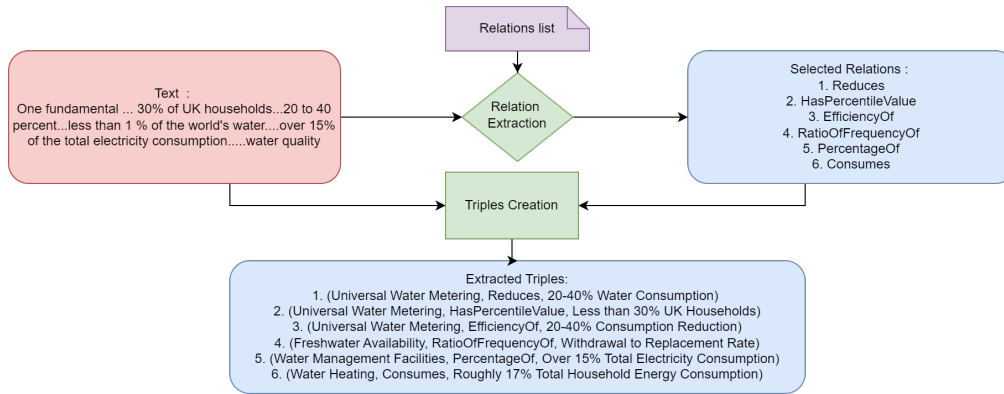 Relations list
Text :
One fundamental ... 30% of UK households...20 to 40
percent...less than 1 % of the world's water....over 15%
of the total electricity consumption.....water quality
Relation
Extraction
Selected Relations :
1. Reduces
2. HasPercentileValue
3. EfficiencyOf
4. RatioOfFrequencyOf
5. PercentageOf
6. Consumes
Triples Creation
Extracted Triples:
1. (Universal Water Metering, Reduces, 20-40% Water Consumption)
2. (Universal Water Metering, HasPercentileValue, Less than 30% UK Households)
3. (Universal Water Metering, EfficiencyOf, 20-40% Consumption Reduction)
4. (Freshwater Availability, RatioOfFrequencyOf, Withdrawal to Replacement Rate)
5. (Water Management Facilities, PercentageOf, Over 15% Total Electricity Consumption)
6. (Water Heating, Consumes, Roughly 17% Total Household Energy Consumption)